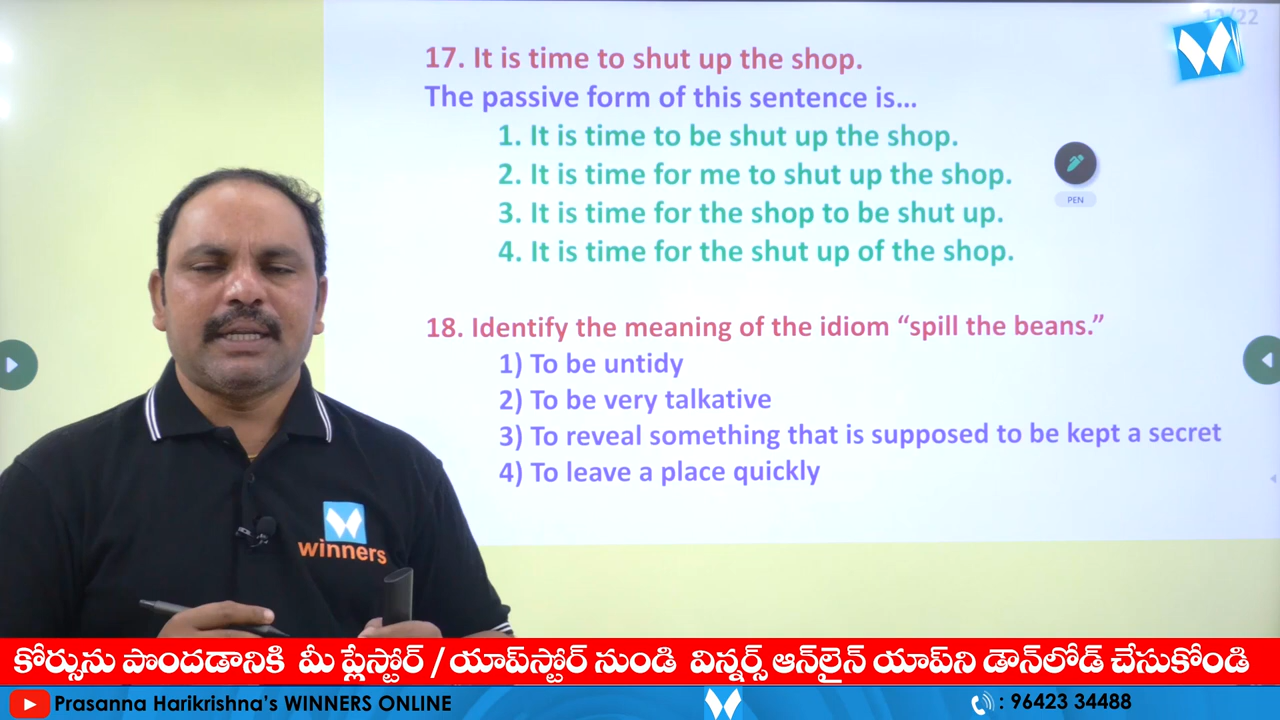 12/22
17. It is time to shut up the shop.
The passive form of this sentence is...
1. It is time to be shut up the shop.
2. It is time for me to shut up the shop.
3. It is time for the shop to be shut up.
4. It is time for the shut up of the shop.
PEN
18. Identify the meaning of the idiom “spill the beans.”
1) To be untidy
2) To be very talkative
3) To reveal something that is supposed to be kept a secret
4) To leave a place quickly
winners
కోర్సును పొందడానికి మీ ప్లేస్టోర్ / యాప్‌స్టోర్ నుండి విన్నర్స్ ఆన్‌లైన్ యాప్‌ని డౌన్‌లోడ్ చేసుకోండి
Prasanna Harikrishna's WINNERS ONLINE
: 96423 34488